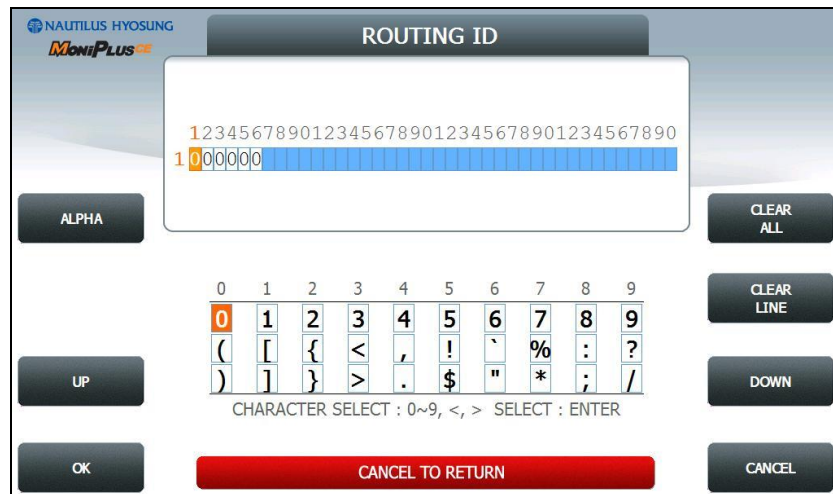 NAUTILUS HYOSUNG
MONiPLUSCE
ROUTING ID
1234567890123456789012345678901234567890
1 000000
ALPHA
CLEAR ALL
0 1 2 3 4 5 6 7 8 9
CLEAR LINE
0 1 2 3 4 5 6 7 8 9
( [ { < , ! ` % : ?
) ] } > . $ " * ; /
UP
DOWN
CHARACTER SELECT : 0~9, <, > SELECT : ENTER
OK
CANCEL TO RETURN
CANCEL